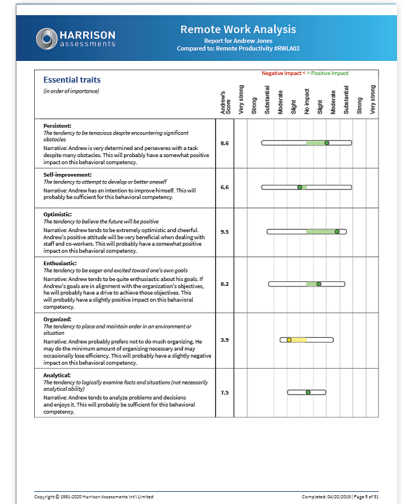 HARRISON
assessments
Remote Work Analysis
Report for Andrew Jones
Compared to: Remote Productivity #RWLA02
Essential traits
(in order of importance)
Andrew's Score
Negative Impact < > Positive Impact
Very strong
Strong
Substantial
Moderate
Slight
No impact
Slight
Moderate
Substantial
Strong
Very strong
Persistent:
The tendency to be tenacious despite encountering significant
obstacles
Narrative: Andrew is very determined and perseveres with a task
despite many obstacles. This will probably have a somewhat positive
impact on this behavioral competency.
8.6
Self-improvement:
The tendency to attempt to develop or better oneself
Narrative: Andrew has an intention to improve himself. This will
probably be sufficient for this behavioral competency.
6.6
Optimistic:
The tendency to believe the future will be positive
Narrative: Andrew tends to be extremely optimistic and cheerful.
Andrew's positive attitude will be very beneficial when dealing with
staff and co-workers. This will probably have a somewhat positive
impact on this behavioral competency.
9.5
Enthusiastic:
The tendency to be eager and excited toward one's own goals
Narrative: Andrew tends to be quite enthusiastic about his goals. If
Andrew's goals are in alignment with the organization's objectives,
he will probably have a drive to achieve those objectives. This
will probably have a slightly positive impact on this behavioral
competency.
8.2
Organized:
The tendency to place and maintain order in an environment or
situation
Narrative: Andrew probably prefers not to do much organizing. He
may do the minimum amount of organizing necessary and may
occasionally lose efficiency. This will probably have a slightly negative
impact on this behavioral competency.
3.9
Analytical:
The tendency to logically examine facts and situations (not necessarily
analytical ability)
Narrative: Andrew tends to analyze problems and decisions
and enjoys it. This will probably be sufficient for this behavioral
competency.
7.5
Copyright © 1991-2020 Harrison Assessments Int'l Limited
Completed: 04/20/2019 | Page 5 of 31